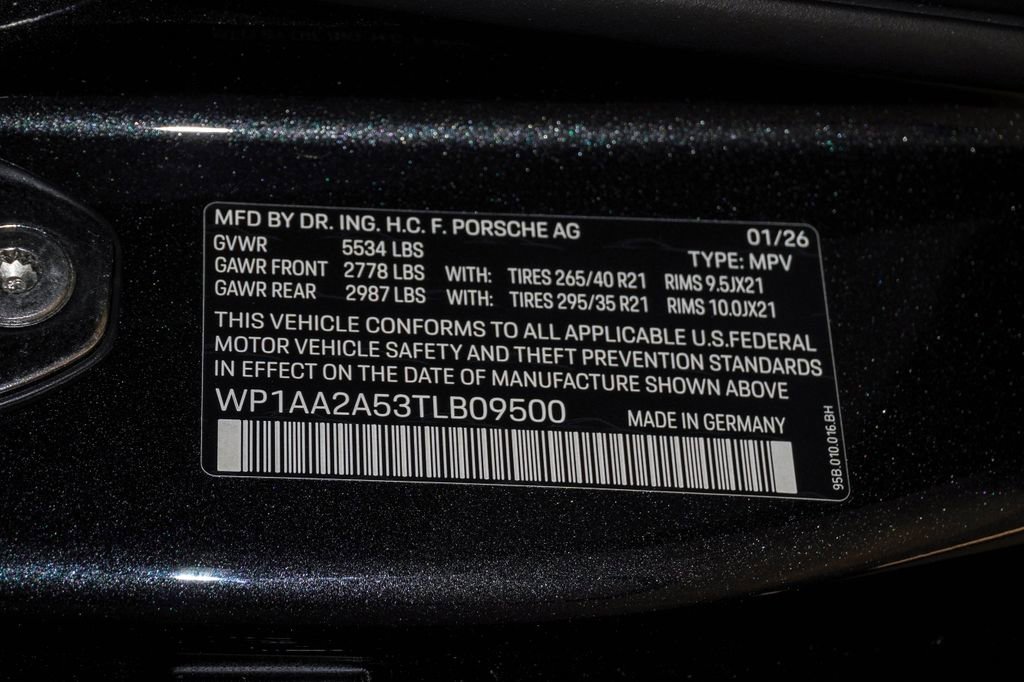 MFD BY DR. ING. H.C. F. PORSCHE AG 01/26
GVWR 5534 LBS TYPE: MPV
GAWR FRONT 2778 LBS WITH: TIRES 265/40 R21 RIMS 9.5JX21
GAWR REAR 2987 LBS WITH: TIRES 295/35 R21 RIMS 10.0JX21
THIS VEHICLE CONFORMS TO ALL APPLICABLE U.S.FEDERAL
MOTOR VEHICLE SAFETY AND THEFT PREVENTION STANDARDS
IN EFFECT ON THE DATE OF MANUFACTURE SHOWN ABOVE
WP1AA2A53TLB09500 MADE IN GERMANY
95B.010.016.BH